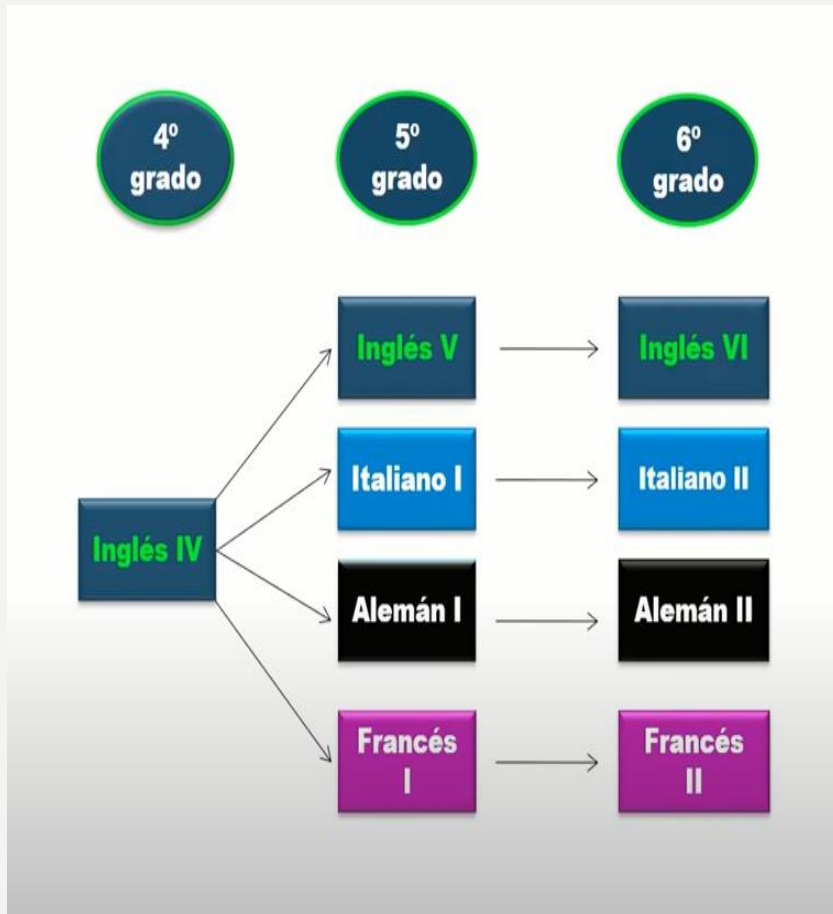 4º
grado
5º
grado
6º
grado
Inglés V
Inglés VI
Italiano I
Italiano II
Inglés IV
Alemán I
Alemán II
Francés
I
Francés
II